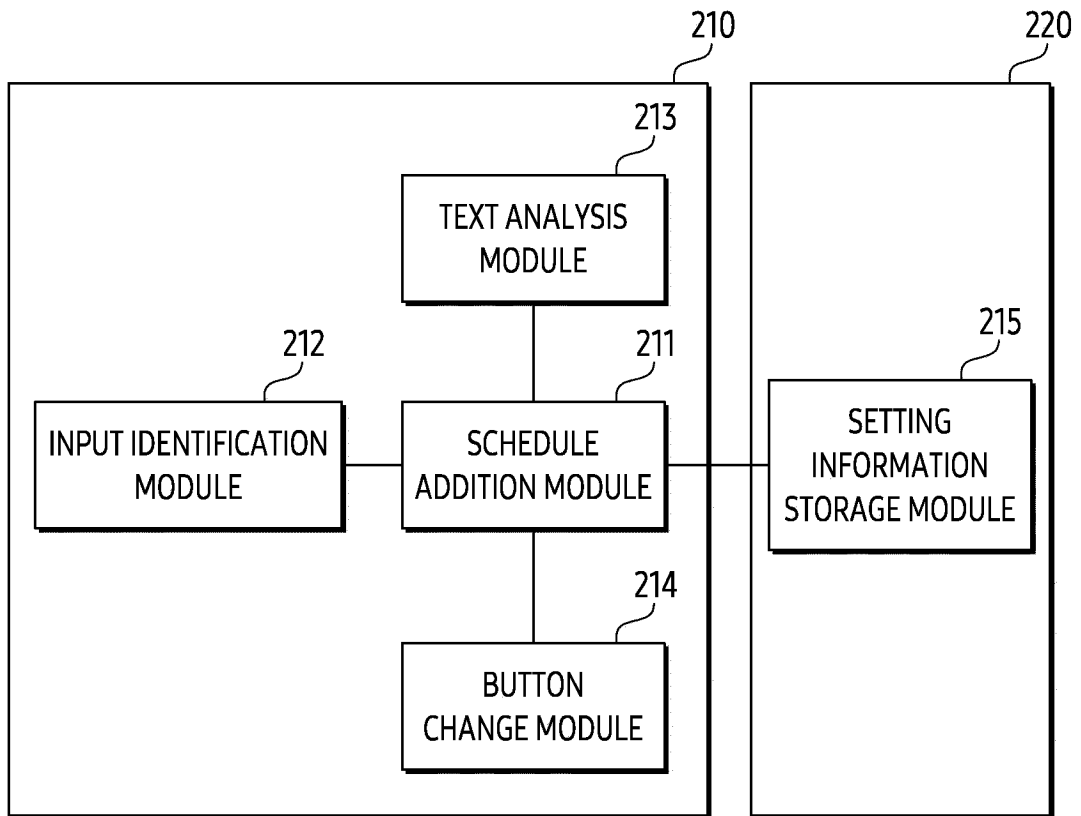 210
220
213
TEXT ANALYSIS
MODULE
212
211
215
INPUT IDENTIFICATION
MODULE
SCHEDULE
ADDITION MODULE
SETTING
INFORMATION
STORAGE MODULE
214
BUTTON
CHANGE MODULE